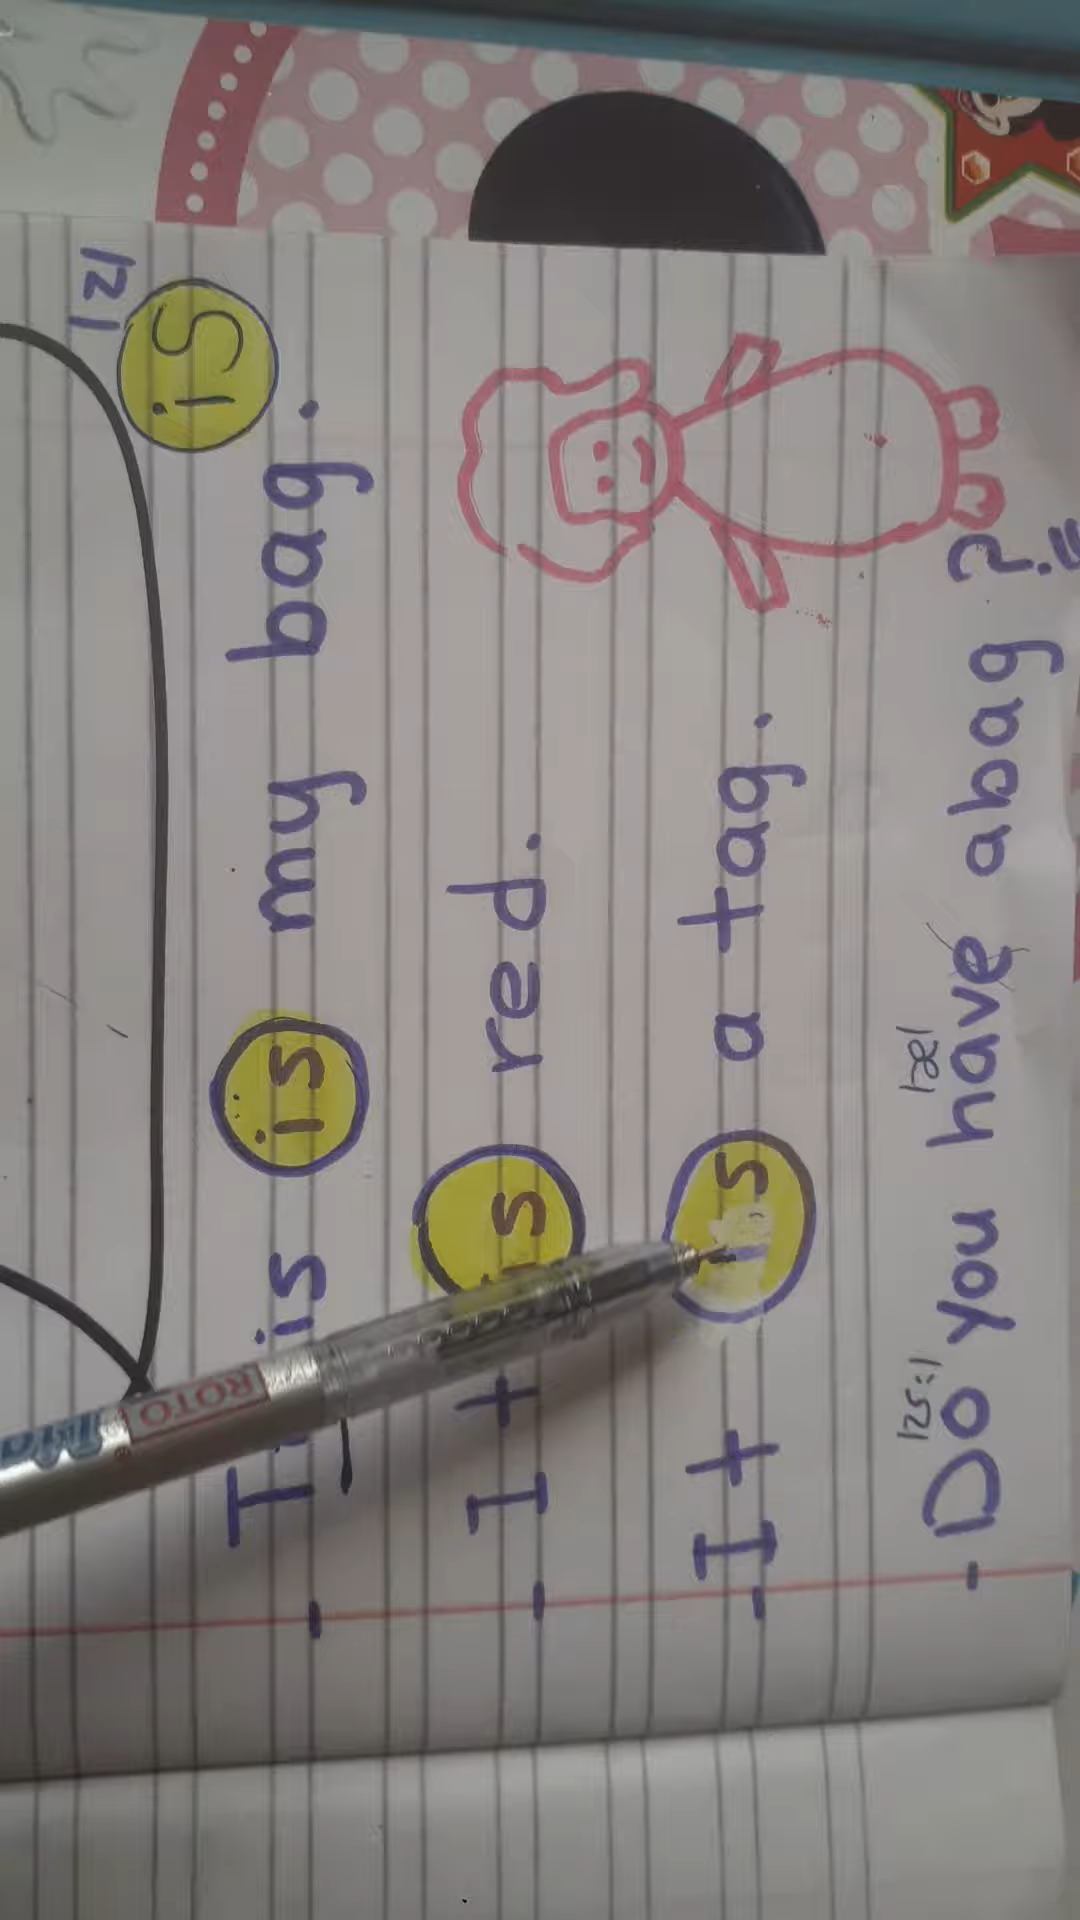 is
/z/
- This is my bag.
- It is red.
- It is a tag.
- Do you have abag ?
ROTO